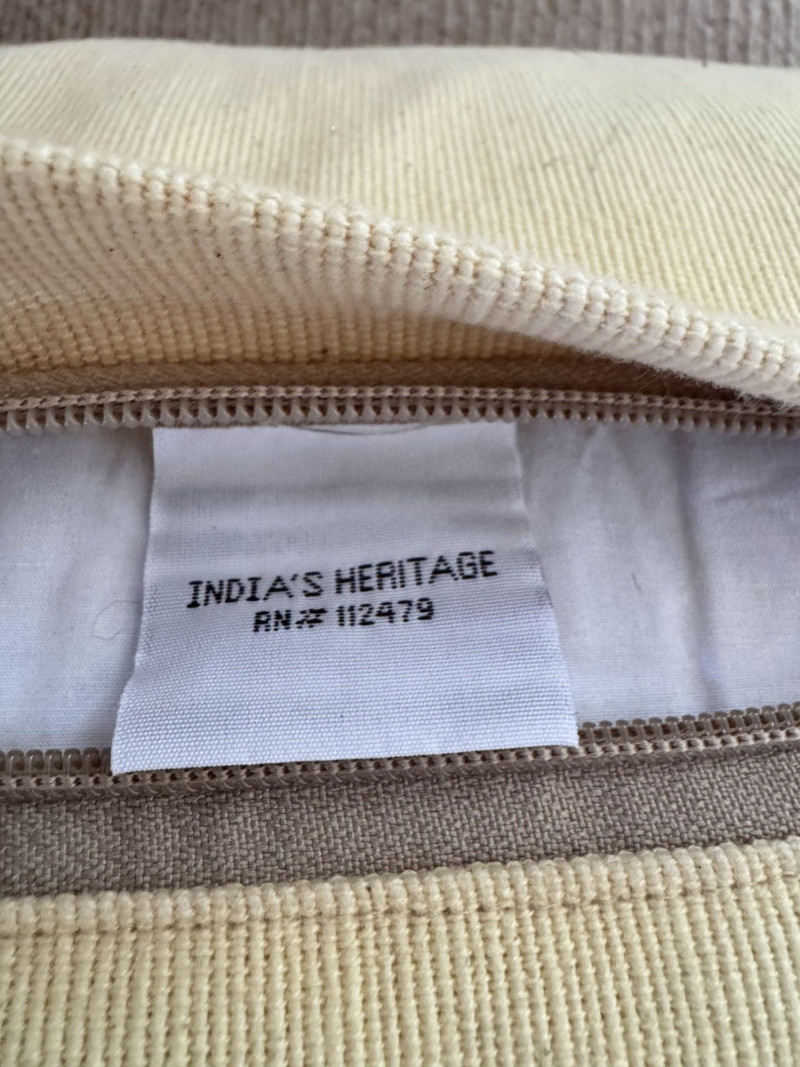 INDIA'S HERITAGE
RN# 112479